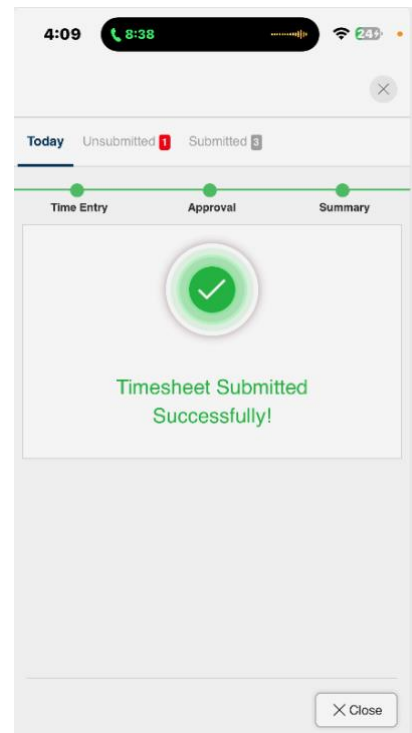 4:09 8:38 24
Today Unsubmitted 1 Submitted 3
Time Entry Approval Summary
Timesheet Submitted
Successfully!
Close